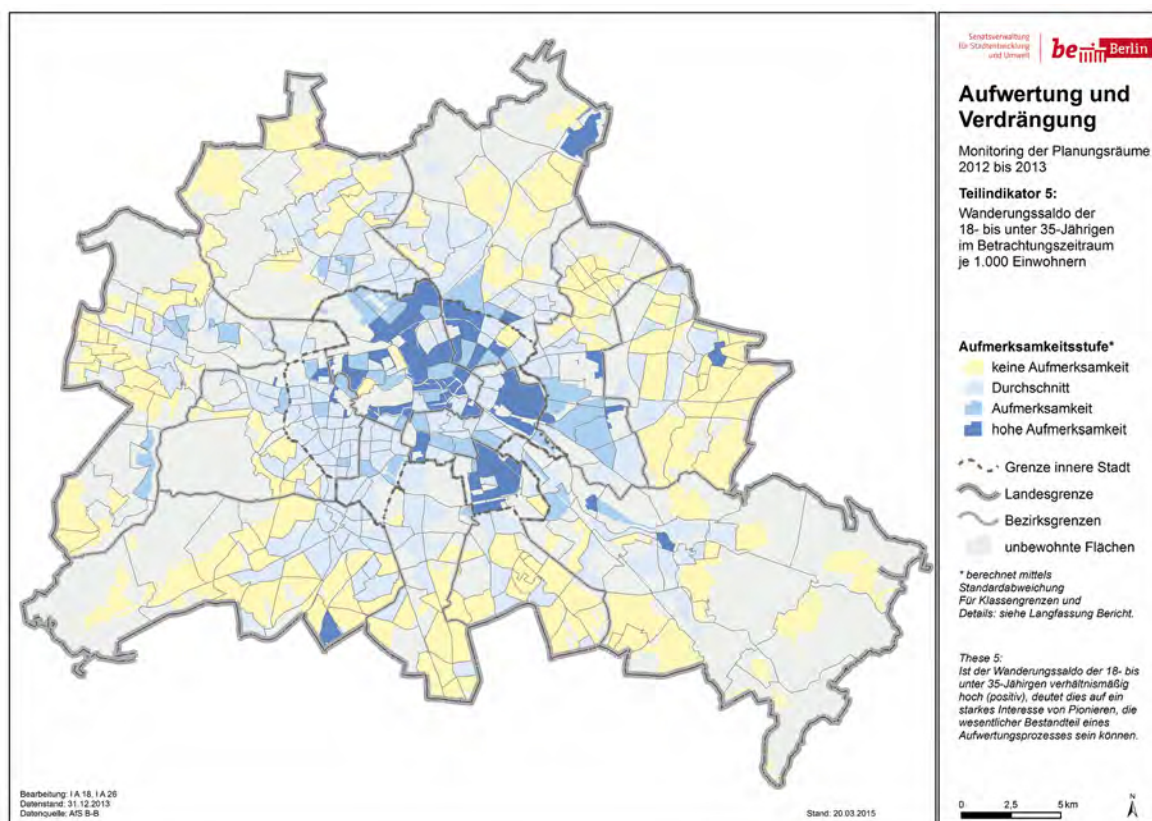 Senatsverwaltung
für Stadtentwicklung
und Umwelt
be Berlin
Aufwertung und
Verdrängung
Monitoring der Planungsräume
2012 bis 2013
Teilindikator 5:
Wanderungssaldo der
18- bis unter 35-Jährigen
im Betrachtungszeitraum
je 1.000 Einwohnern
Aufmerksamkeitsstufe*
keine Aufmerksamkeit
Durchschnitt
Aufmerksamkeit
hohe Aufmerksamkeit
Grenze innere Stadt
Landesgrenze
Bezirksgrenzen
unbewohnte Flächen
* berechnet mittels
Standardabweichung
Für Klassengrenzen und
Details: siehe Langfassung Bericht.
These 5:
Ist der Wanderungssaldo der 18- bis
unter 35-Jährigen verhältnismäßig
hoch (positiv), deutet dies auf ein
starkes Interesse von Pionieren, die
wesentlicher Bestandteil eines
Aufwertungsprozesses sein können.
0 2,5 5 km
N
Bearbeitung: I A 18, I A 26
Datenstand: 31.12.2013
Datenquelle: AfS B-B
Stand: 20.03.2015